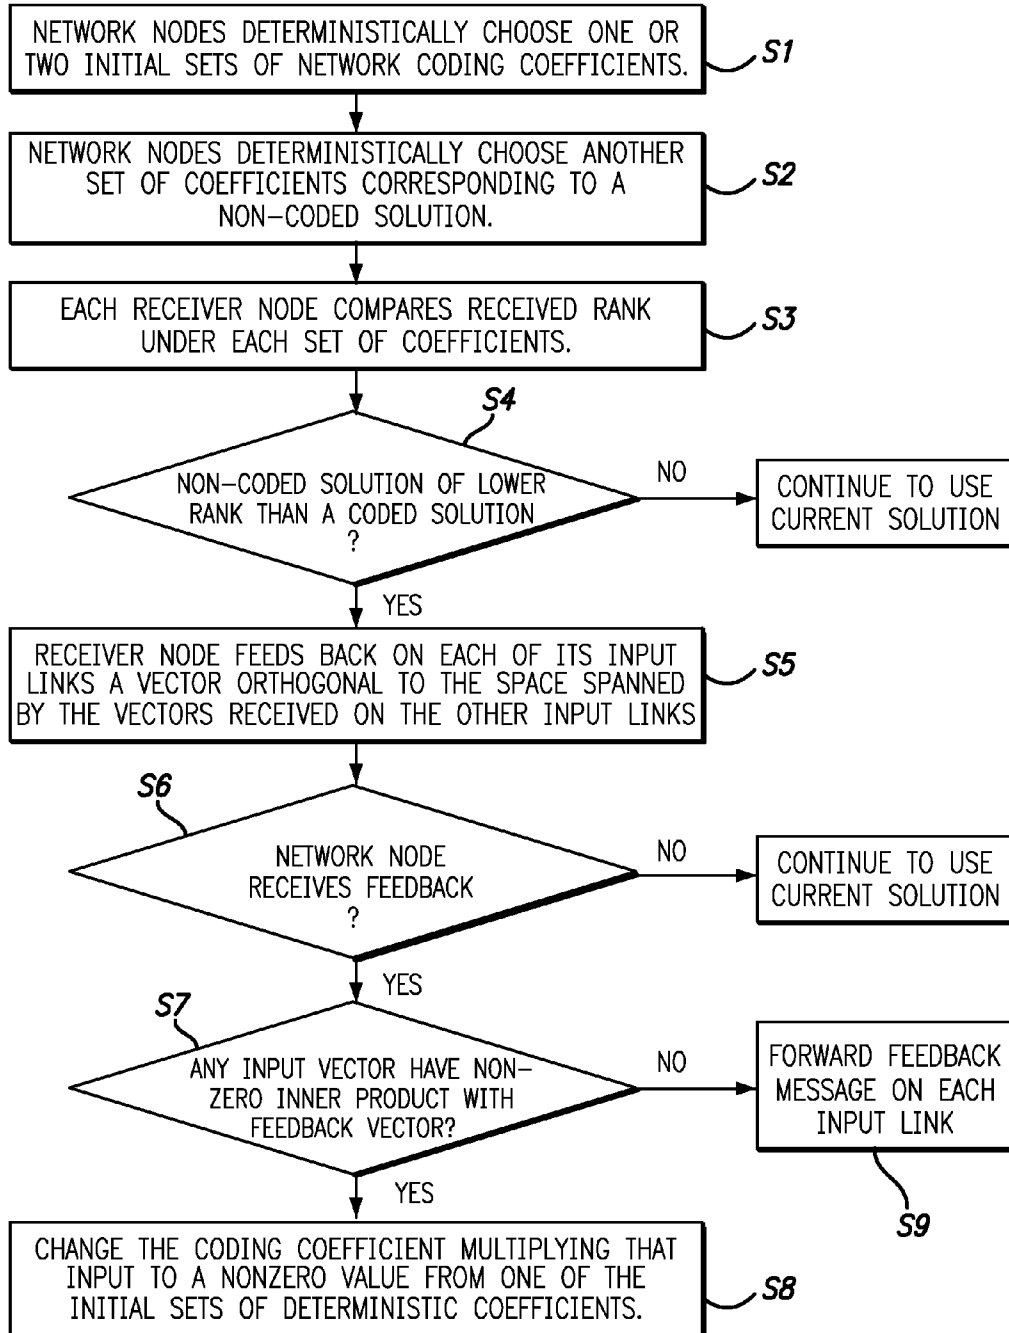 NETWORK NODES DETERMINISTICALLY CHOOSE ONE OR
TWO INITIAL SETS OF NETWORK CODING COEFFICIENTS.
S1
NETWORK NODES DETERMINISTICALLY CHOOSE ANOTHER
SET OF COEFFICIENTS CORRESPONDING TO A
NON-CODED SOLUTION.
S2
EACH RECEIVER NODE COMPARES RECEIVED RANK
UNDER EACH SET OF COEFFICIENTS.
S3
S4
NON-CODED SOLUTION OF LOWER
RANK THAN A CODED SOLUTION
?
NO
CONTINUE TO USE
CURRENT SOLUTION
YES
RECEIVER NODE FEEDS BACK ON EACH OF ITS INPUT
LINKS A VECTOR ORTHOGONAL TO THE SPACE SPANNED
BY THE VECTORS RECEIVED ON THE OTHER INPUT LINKS
S5
S6
NETWORK NODE
RECEIVES FEEDBACK
?
NO
CONTINUE TO USE
CURRENT SOLUTION
YES
S7
ANY INPUT VECTOR HAVE NON-
ZERO INNER PRODUCT WITH
FEEDBACK VECTOR?
NO
FORWARD FEEDBACK
MESSAGE ON EACH
INPUT LINK
S9
YES
CHANGE THE CODING COEFFICIENT MULTIPLYING THAT
INPUT TO A NONZERO VALUE FROM ONE OF THE
INITIAL SETS OF DETERMINISTIC COEFFICIENTS.
S8